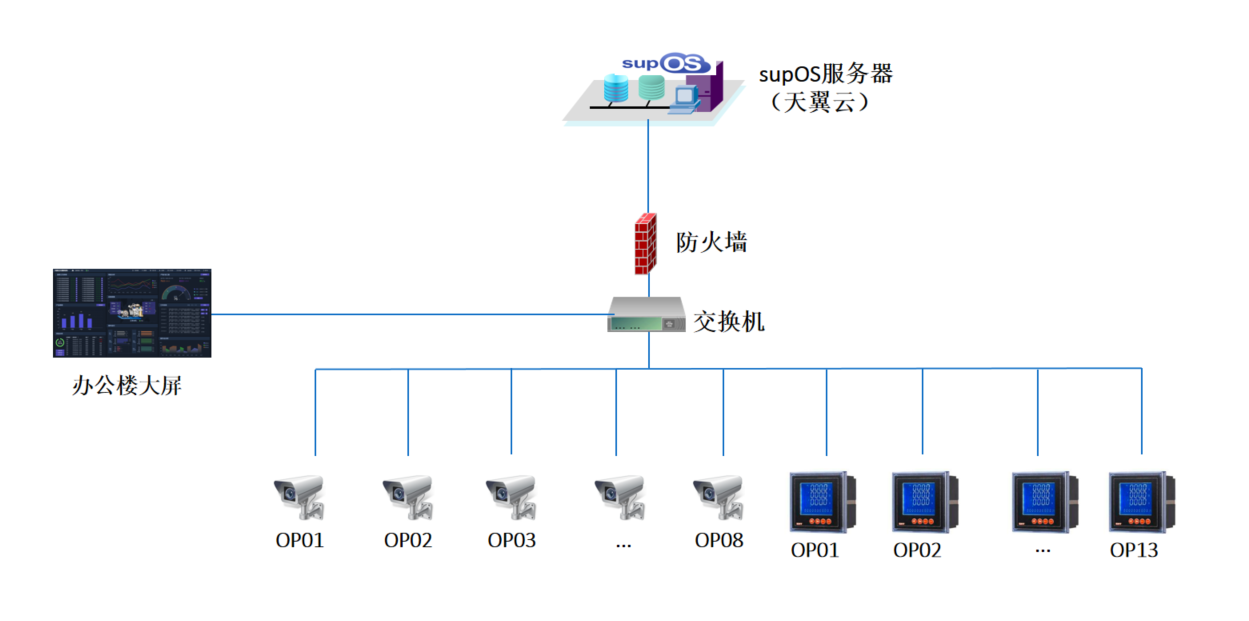 supOS
supOS服务器
（天翼云）
防火墙
交换机
办公楼大屏
OP01
OP02
OP03
...
OP08
OP01
OP02
...
OP13